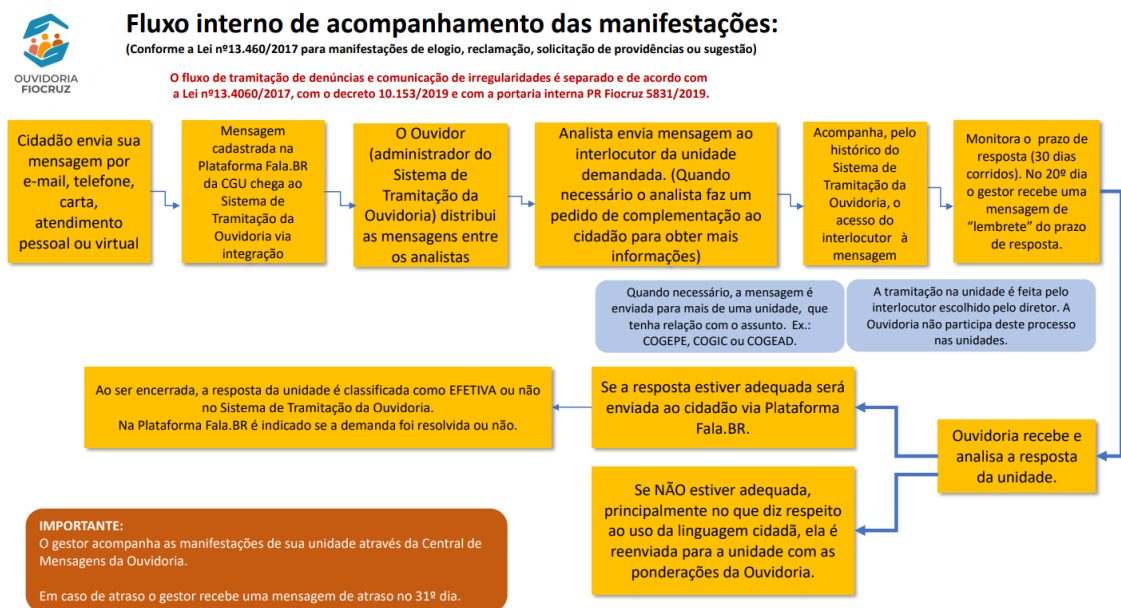 OUVIDORIA
FIOCRUZ
Fluxo interno de acompanhamento das manifestações:
(Conforme a Lei nº13.460/2017 para manifestações de elogio, reclamação, solicitação de providências ou sugestão)
O fluxo de tramitação de denúncias e comunicação de irregularidades é separado e de acordo com
a Lei nº13.4060/2017, com o decreto 10.153/2019 e com a portaria interna PR Fiocruz 5831/2019.
Cidadão envia sua
mensagem por
e-mail, telefone,
carta,
atendimento
pessoal ou virtual
Mensagem
cadastrada na
Plataforma Fala.BR
da CGU chega ao
Sistema de
Tramitação da
Ouvidoria via
integração
O Ouvidor
(administrador do
Sistema de
Tramitação da
Ouvidoria) distribui
as mensagens entre
os analistas
Analista envia mensagem ao
interlocutor da unidade
demandada. (Quando
necessário o analista faz um
pedido de complementação ao
cidadão para obter mais
informações)
Acompanha, pelo
histórico do
Sistema de
Tramitação da
Ouvidoria, o
acesso do
interlocutor à
mensagem
Monitora o prazo de
resposta (30 dias
corridos). No 20º dia
o gestor recebe uma
mensagem de
“lembrete” do prazo
de resposta.
Quando necessário, a mensagem é
enviada para mais de uma unidade, que
tenha relação com o assunto. Ex.:
COGEPE, COGIC ou COGEAD.
A tramitação na unidade é feita pelo
interlocutor escolhido pelo diretor. A
Ouvidoria não participa deste processo
nas unidades.
Ouvidoria recebe e
analisa a resposta
da unidade.
Se a resposta estiver adequada será
enviada ao cidadão via Plataforma
Fala.BR.
Ao ser encerrada, a resposta da unidade é classificada como EFETIVA ou não
no Sistema de Tramitação da Ouvidoria.
Na Plataforma Fala.BR é indicado se a demanda foi resolvida ou não.
Se NÃO estiver adequada,
principalmente no que diz respeito
ao uso da linguagem cidadã, ela é
reenviada para a unidade com as
ponderações da Ouvidoria.
IMPORTANTE:
O gestor acompanha as manifestações de sua unidade através da Central de
Mensagens da Ouvidoria.
Em caso de atraso o gestor recebe uma mensagem de atraso no 31º dia.